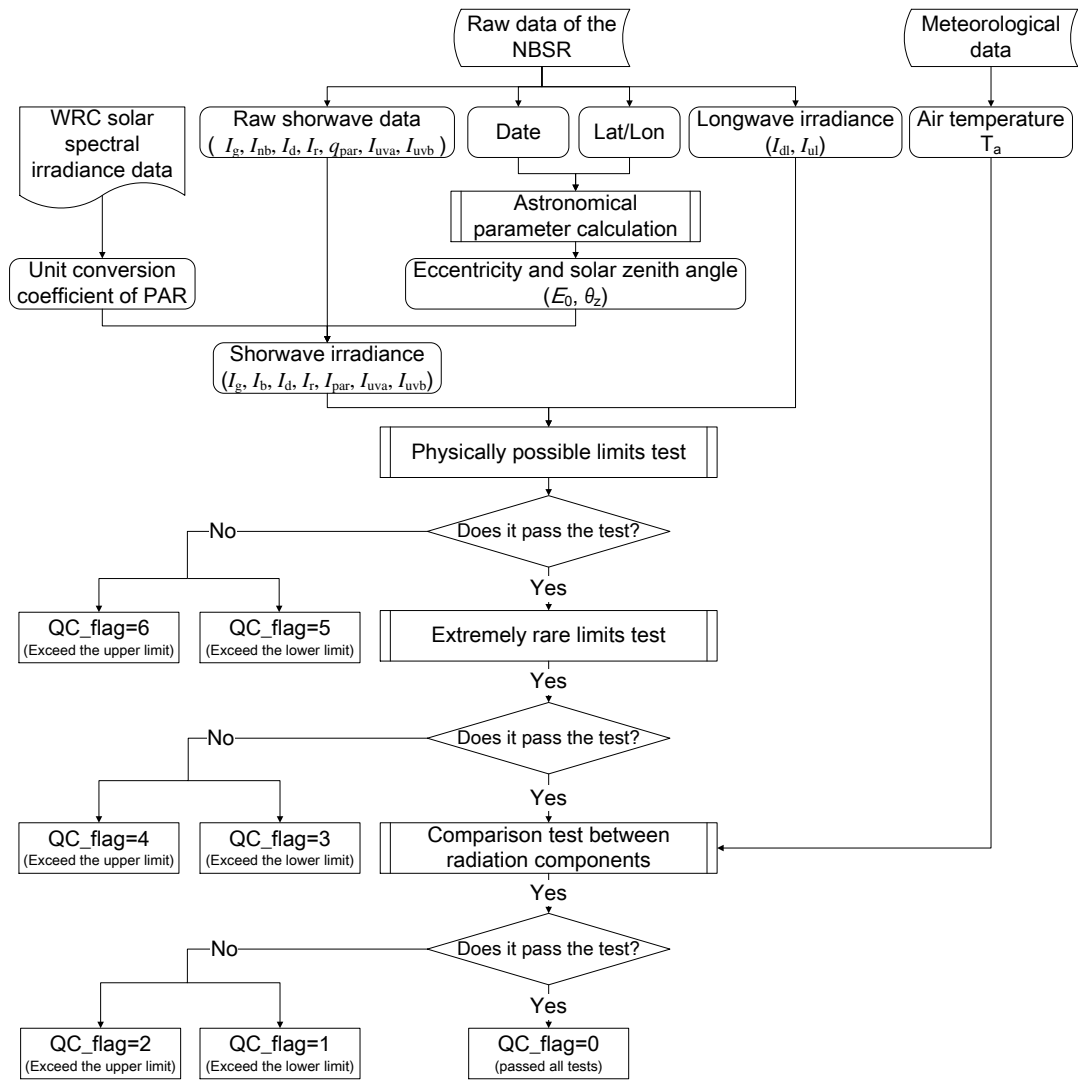 Raw data of the
NBSR
Meteorological
data
WRC solar
spectral
irradiance data
Raw shorwave data
( Ig, Inb, Id, Ir, qpar, Iuva, Iuvb )
Date
Lat/Lon
Longwave irradiance
(Idl, Iul)
Air temperature
Ta
Astronomical
parameter calculation
Unit conversion
coefficient of PAR
Eccentricity and solar zenith angle
(E0, θz)
Shorwave irradiance
(Ig, Ib, Id, Ir, Ipar, Iuva, Iuvb)
Physically possible limits test
No
Does it pass the test?
Yes
QC_flag=6
(Exceed the upper limit)
QC_flag=5
(Exceed the lower limit)
Extremely rare limits test
Yes
No
Does it pass the test?
Yes
QC_flag=4
(Exceed the upper limit)
QC_flag=3
(Exceed the lower limit)
Comparison test between
radiation components
Yes
No
Does it pass the test?
Yes
QC_flag=2
(Exceed the upper limit)
QC_flag=1
(Exceed the lower limit)
QC_flag=0
(passed all tests)